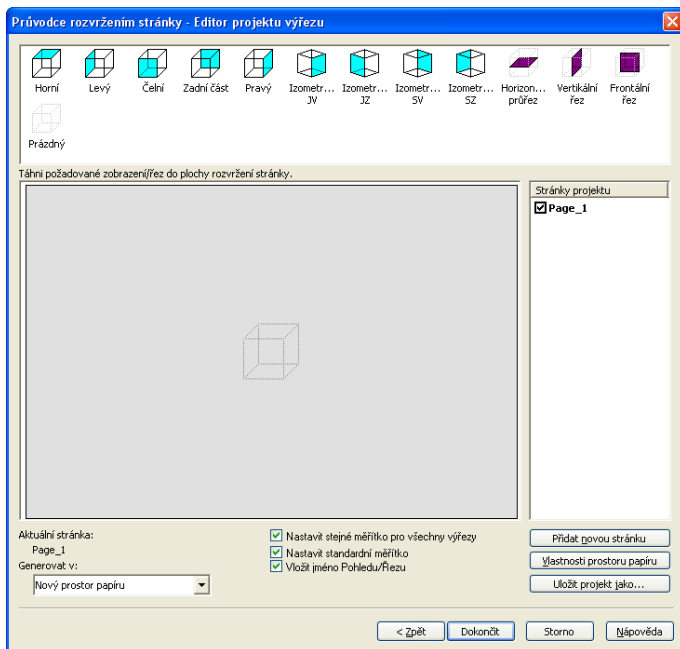 Průvodce rozvržením stránky - Editor projektu výřezu
Horní Levý Čelní Zadní část Pravý Izometr... JV Izometr... JZ Izometr... SV Izometr... SZ Horizon... průřez Vertikální řez Frontální řez
Prázdný
Táhni požadované zobrazení/řez do plochy rozvržení stránky.
Stránky projektu
Page_1
Aktuální stránka:
Page_1
Generovat v:
Nový prostor papíru
Nastavit stejné měřítko pro všechny výřezy
Nastavit standardní měřítko
Vložit jméno Pohledu/Řezu
Přidat novou stránku
Vlastnosti prostoru papíru
Uložit projekt jako...
< Zpět Dokončit Storno Nápověda